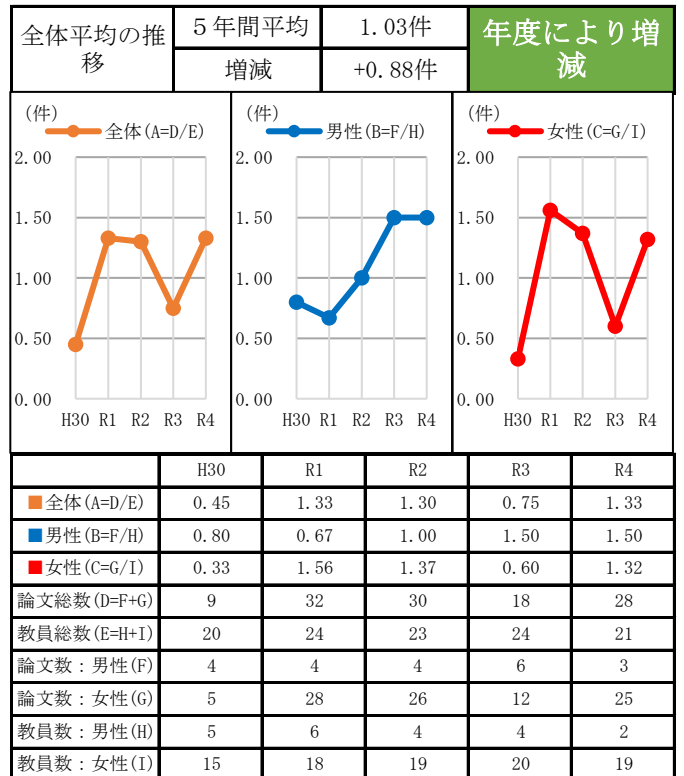 全体平均の推移 ５年間平均 1.03件 年度により増減
増減 +0.88件
（件） （件） （件）
全体(A=D/E) 男性(B=F/H) 女性(C=G/I)
2.00 2.00 2.00
1.50 1.50 1.50
1.00 1.00 1.00
0.50 0.50 0.50
0.00 0.00 0.00
H30 R1 R2 R3 R4 H30 R1 R2 R3 R4 H30 R1 R2 R3 R4
H30 R1 R2 R3 R4
■全体(A=D/E) 0.45 1.33 1.30 0.75 1.33
■男性(B=F/H) 0.80 0.67 1.00 1.50 1.50
■女性(C=G/I) 0.33 1.56 1.37 0.60 1.32
論文総数(D=F+G) 9 32 30 18 28
教員総数(E=H+I) 20 24 23 24 21
論文数：男性(F) 4 4 4 6 3
論文数：女性(G) 5 28 26 12 25
教員数：男性(H) 5 6 4 4 2
教員数：女性(I) 15 18 19 20 19